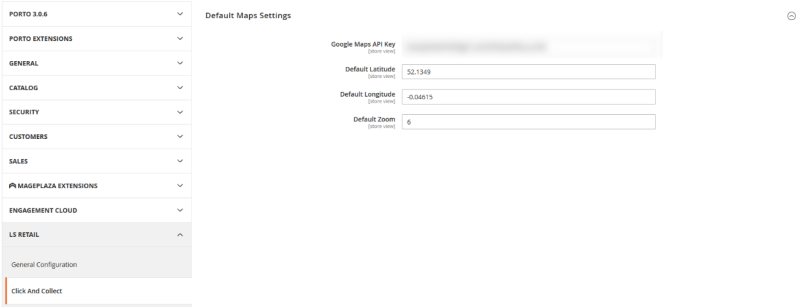 PORTO 3.0.6
PORTO EXTENSIONS
GENERAL
CATALOG
SECURITY
CUSTOMERS
SALES
MAGEPLAZA EXTENSIONS
ENGAGEMENT CLOUD
LS RETAIL
General Configuration
Click And Collect
Default Maps Settings
Google Maps API Key
[store view]
Default Latitude
[store view]
52.1349
Default Longitude
[store view]
-0.04615
Default Zoom
[store view]
6